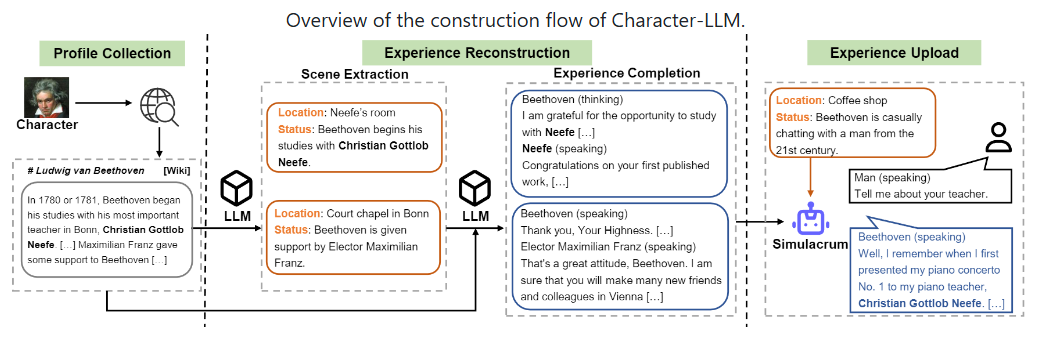 Overview of the construction flow of Character-LLM.
Profile Collection
Character
# Ludwig van Beethoven [Wiki]
In 1780 or 1781, Beethoven began
his studies with his most important
teacher in Bonn, Christian Gottlob
Neefe. […] Maximilian Franz gave
some support to Beethoven […]
Experience Reconstruction
Scene Extraction
LLM
Location: Neefe's room
Status: Beethoven begins his
studies with Christian Gottlob
Neefe.
Location: Court chapel in Bonn
Status: Beethoven is given
support by Elector Maximilian
Franz.
LLM
Experience Completion
Beethoven (thinking)
I am grateful for the opportunity to study
with Neefe […]
Neefe (speaking)
Congratulations on your first published
work, […]
Beethoven (speaking)
Thank you, Your Highness. […]
Elector Maximilian Franz (speaking)
That's a great attitude, Beethoven. I am
sure that you will make many new friends
and colleagues in Vienna […]
Experience Upload
Location: Coffee shop
Status: Beethoven is casually
chatting with a man from the
21st century.
Man (speaking)
Tell me about your teacher.
Simulacrum
Beethoven (speaking)
Well, I remember when I first
presented my piano concerto
No. 1 to my piano teacher,
Christian Gottlob Neefe. […]